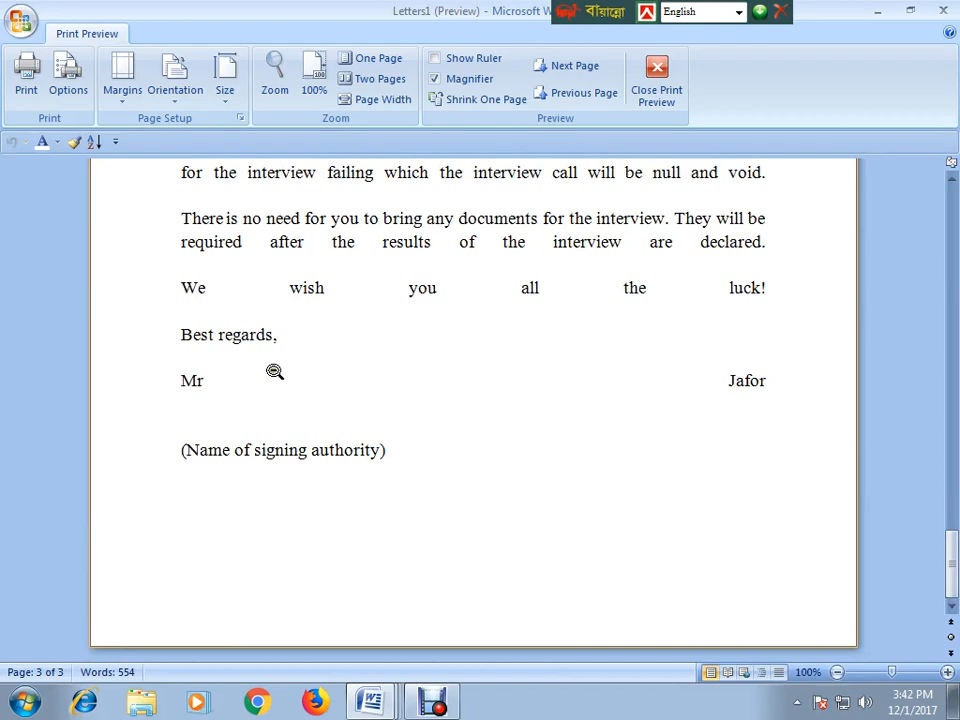 Letters1 (Preview) - Microsoft W
বায়ান্নো
English
Print Preview
Print
Options
Margins
Orientation
Size
Zoom
100%
One Page
Two Pages
Page Width
Show Ruler
Magnifier
Shrink One Page
Next Page
Previous Page
Close Print
Preview
Print
Page Setup
Zoom
Preview
for the interview failing which the interview call will be null and void.
There is no need for you to bring any documents for the interview. They will be
required after the results of the interview are declared.
We wish you all the luck!
Best regards,
Mr Jafor
(Name of signing authority)
Page: 3 of 3
Words: 554
100%
3:42 PM
12/1/2017